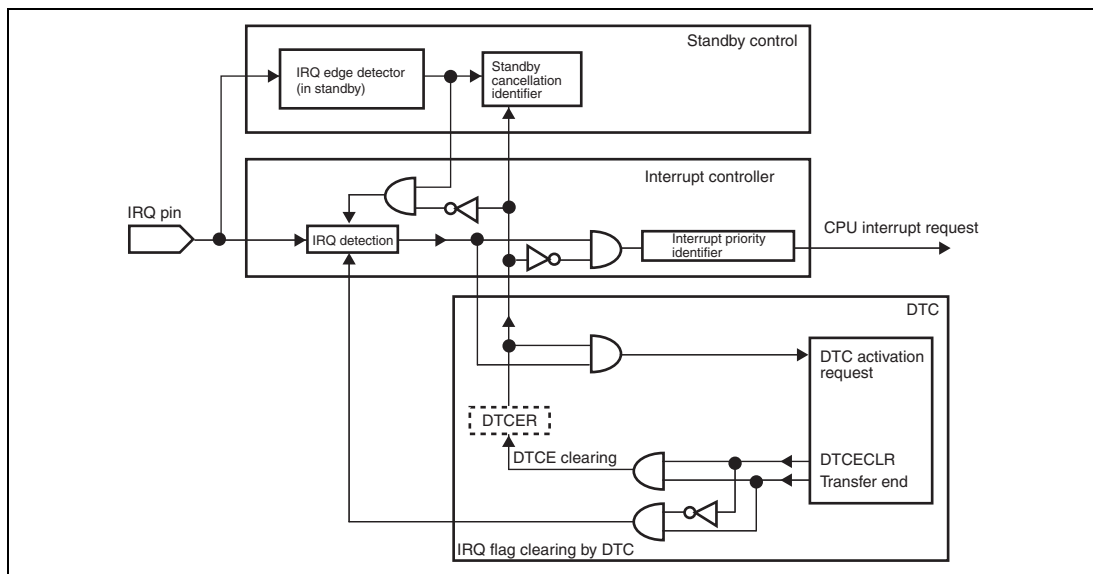 Standby control
IRQ edge detector
(in standby)
Standby
cancellation
identifier
Interrupt controller
IRQ pin
IRQ detection
Interrupt priority
identifier
CPU interrupt request
DTC
DTC activation
request
DTCER
DTCE clearing
DTCECLR
Transfer end
IRQ flag clearing by DTC